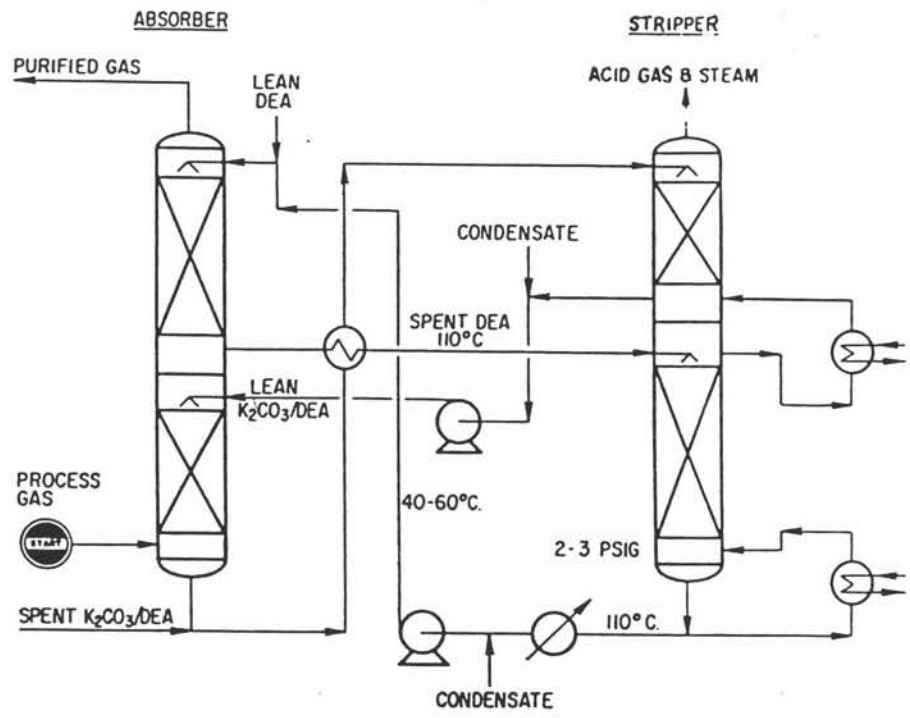 ABSORBER
STRIPPER
PURIFIED GAS
LEAN
DEA
ACID GAS & STEAM
CONDENSATE
SPENT DEA
110°C
LEAN
K₂CO₃/DEA
PROCESS
GAS
START
40-60°C.
2-3 PSIG
SPENT K₂CO₃/DEA
110°C.
CONDENSATE